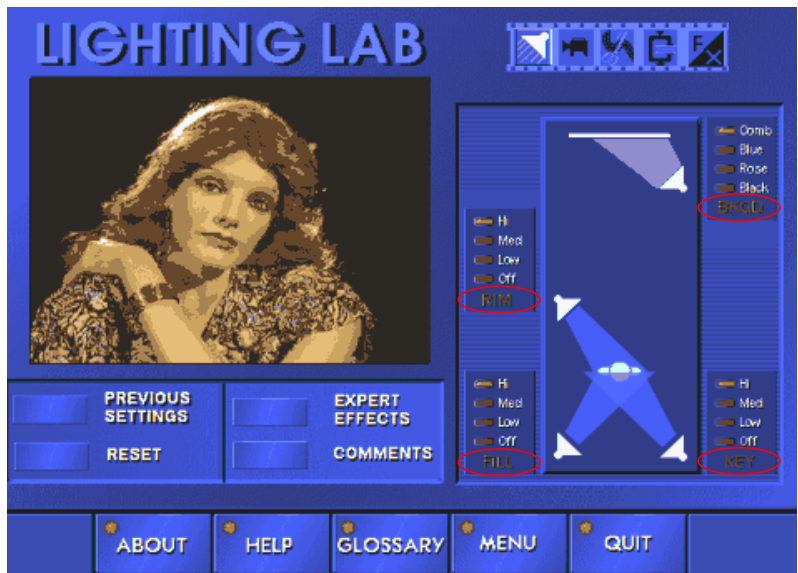 LIGHTING LAB
F
X
Comb
Blue
Rose
Black
BKGD
Hi
Med
Low
Off
RIM
Hi
Med
Low
Off
FILL
Hi
Med
Low
Off
KEY
PREVIOUS
SETTINGS
EXPERT
EFFECTS
RESET
COMMENTS
ABOUT
HELP
GLOSSARY
MENU
QUIT